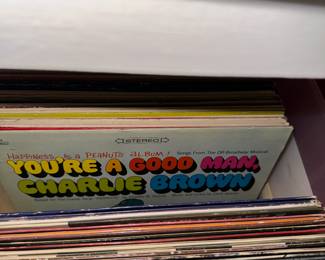 STEREO
Happiness is a PEANUTS ALBUM! Songs From The Off-Broadway Musical
YOU'RE A GOOD MAN,
CHARLIE BROWN